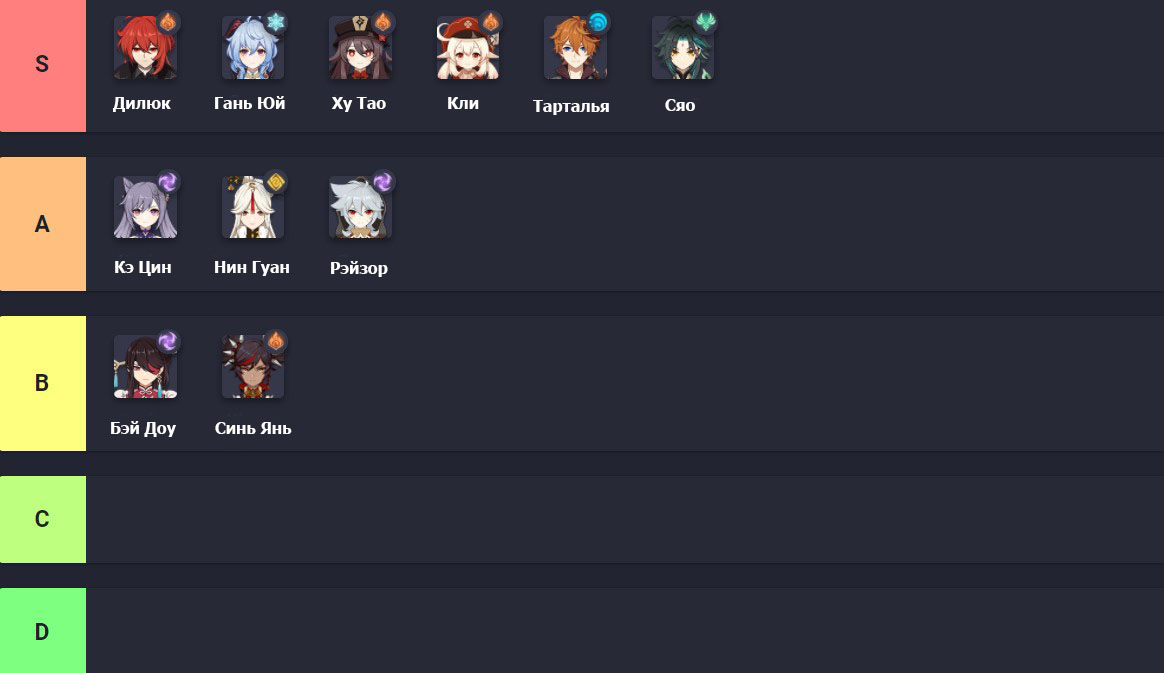 S
Дилюк
Гань Юй
Ху Тао
Кли
Тарталья
Сяо
A
Кэ Цин
Нин Гуан
Рэйзор
B
Бэй Доу
Синь Янь
C
D